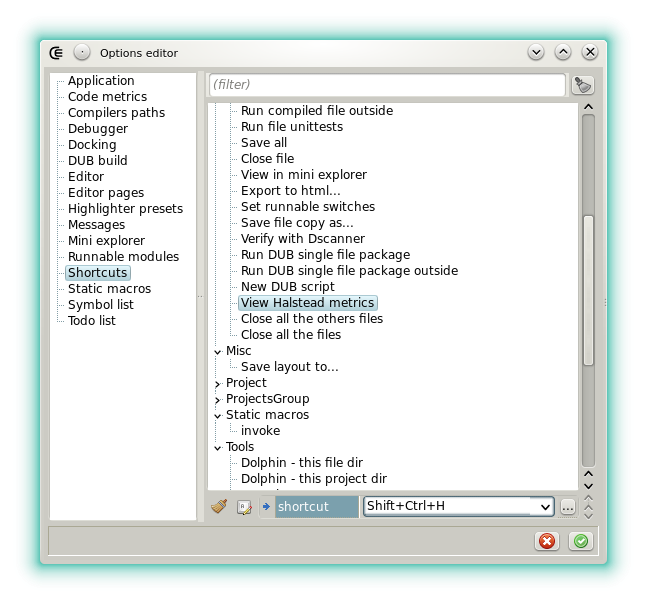 Options editor
Application
Code metrics
Compilers paths
Debugger
Docking
DUB build
Editor
Editor pages
Highlighter presets
Messages
Mini explorer
Runnable modules
Shortcuts
Static macros
Symbol list
Todo list
(filter)
Run compiled file outside
Run file unittests
Save all
Close file
View in mini explorer
Export to html...
Set runnable switches
Save file copy as...
Verify with Dscanner
Run DUB single file package
Run DUB single file package outside
New DUB script
View Halstead metrics
Close all the others files
Close all the files
Misc
Save layout to...
Project
ProjectsGroup
Static macros
invoke
Tools
Dolphin - this file dir
Dolphin - this project dir
shortcut
Shift+Ctrl+H
...